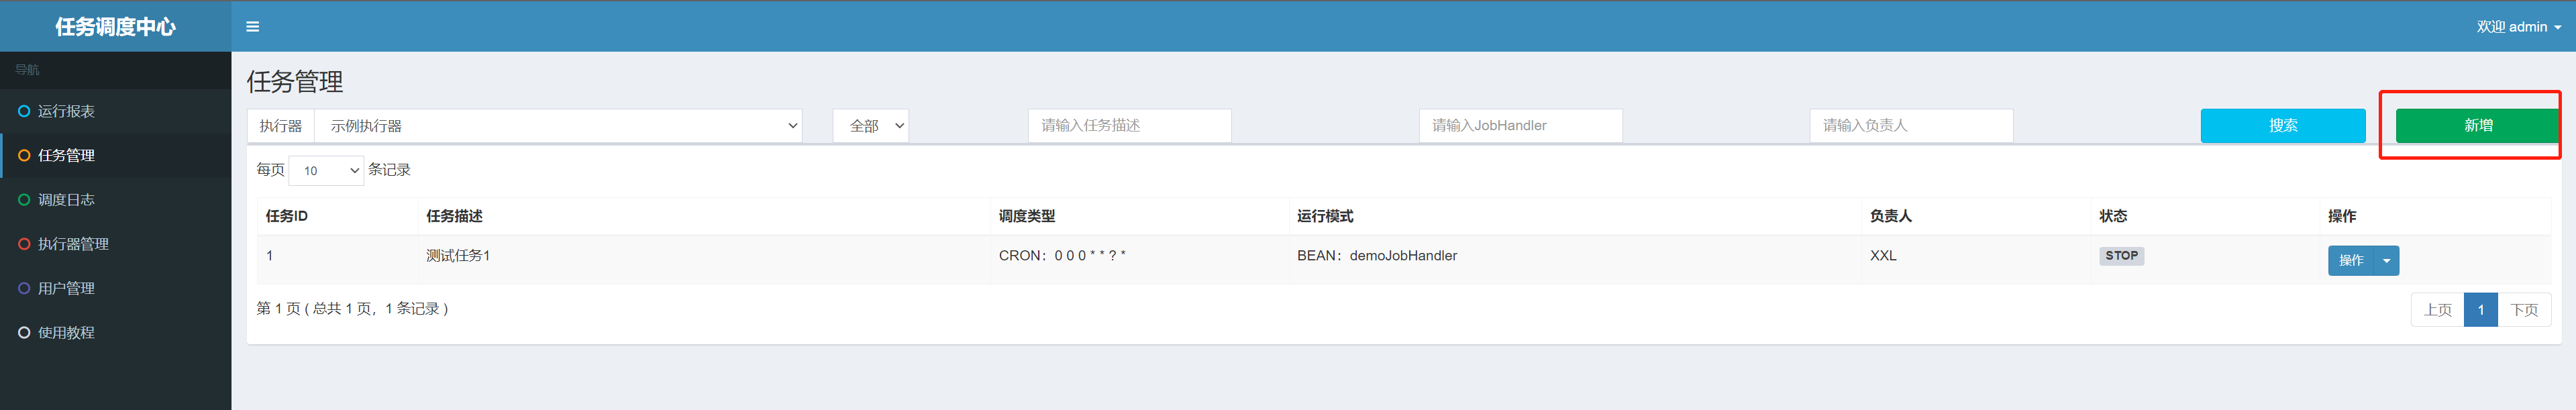 任务调度中心
欢迎 admin
导航
运行报表
任务管理
调度日志
执行器管理
用户管理
使用教程
任务管理
执行器 示例执行器 全部 请输入任务描述 请输入JobHandler 请输入负责人 搜索 新增
每页 10 条记录
任务ID 任务描述 调度类型 运行模式 负责人 状态 操作
1 测试任务1 CRON：0 0 0 * * ? * BEAN：demoJobHandler XXL STOP 操作
第 1 页 ( 总共 1 页，1 条记录 ) 上页 1 下页